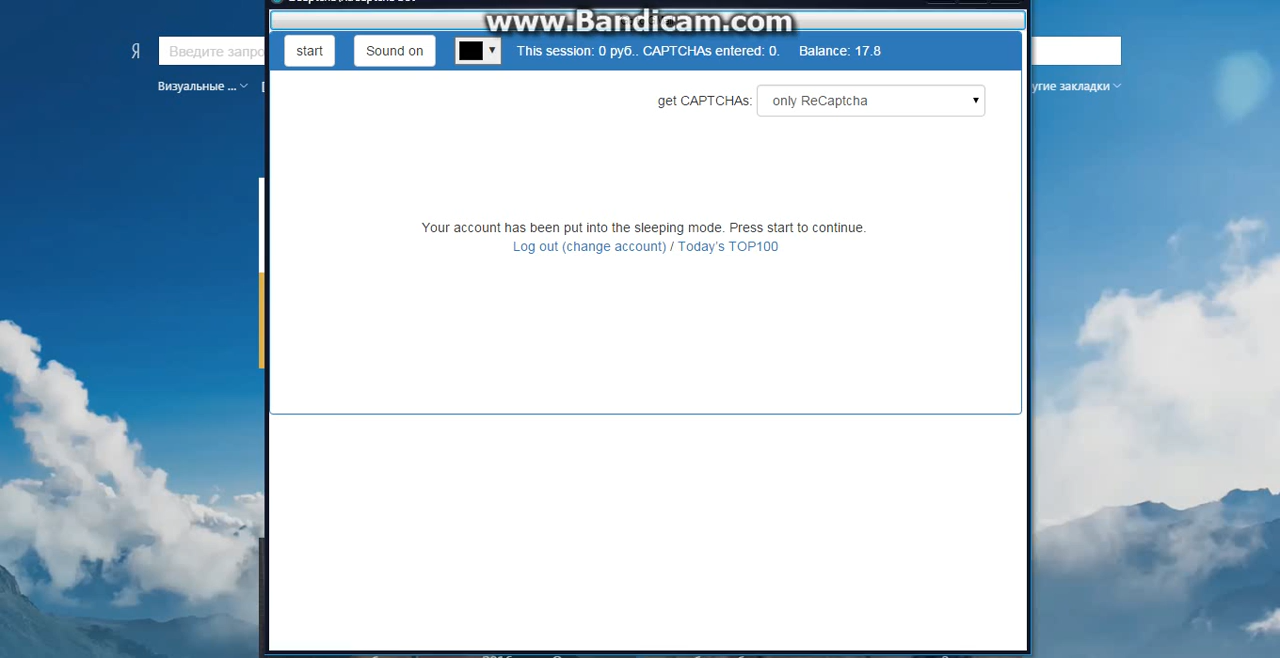 www.Bandicam.com
Я Введите запро
start Sound on This session: 0 руб.. CAPTCHAs entered: 0. Balance: 17.8
Визуальные ...
get CAPTCHAs: only ReCaptcha
угие закладки
Your account has been put into the sleeping mode. Press start to continue.
Log out (change account) / Today's TOP100